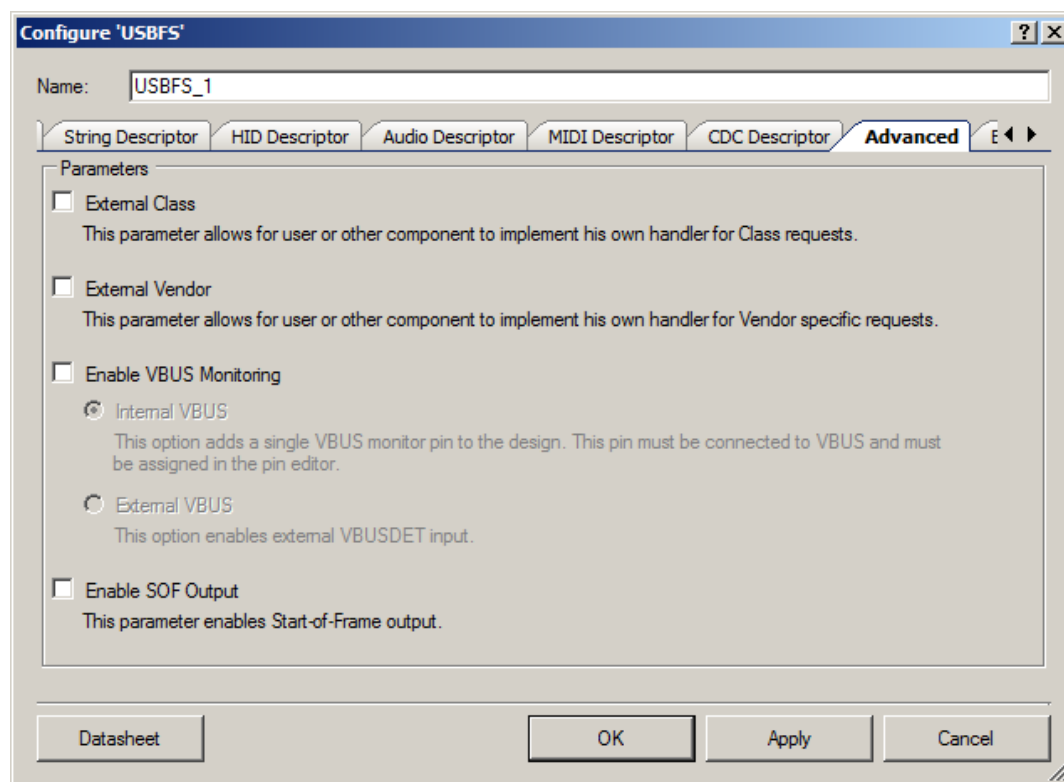 Configure 'USBFS'
Name: USBFS_1
String Descriptor HID Descriptor Audio Descriptor MIDI Descriptor CDC Descriptor Advanced
Parameters
External Class
This parameter allows for user or other component to implement his own handler for Class requests.
External Vendor
This parameter allows for user or other component to implement his own handler for Vendor specific requests.
Enable VBUS Monitoring
Internal VBUS
This option adds a single VBUS monitor pin to the design. This pin must be connected to VBUS and must
be assigned in the pin editor.
External VBUS
This option enables external VBUSDET input.
Enable SOF Output
This parameter enables Start-of-Frame output.
Datasheet OK Apply Cancel